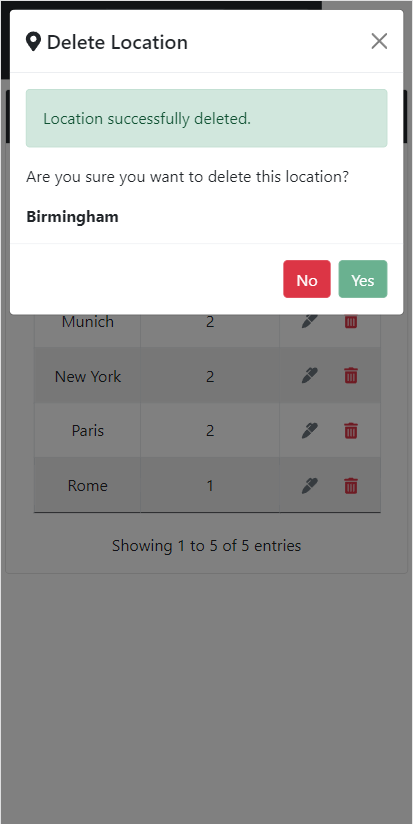 Delete Location
Location successfully deleted.
Are you sure you want to delete this location?
Birmingham
No Yes
Munich 2
New York 2
Paris 2
Rome 1
Showing 1 to 5 of 5 entries